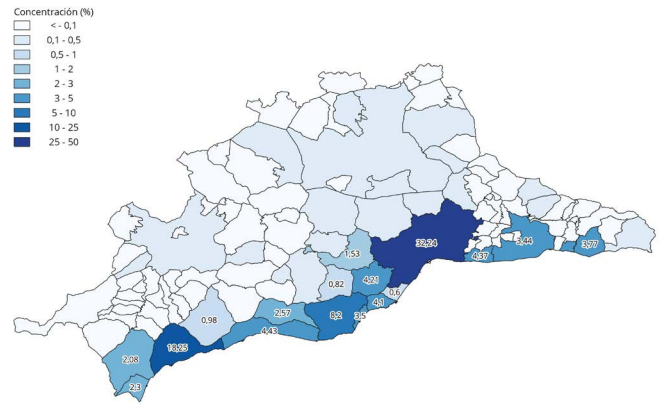 Concentración (%)
< - 0,1
0,1 - 0,5
0,5 - 1
1 - 2
2 - 3
3 - 5
5 - 10
10 - 25
25 - 50
32,24
3,44
3,77
1,53
4,37
4,21
0,82
0,6
4,1
2,57
8,2
3,5
0,98
4,43
18,25
2,08
2,3